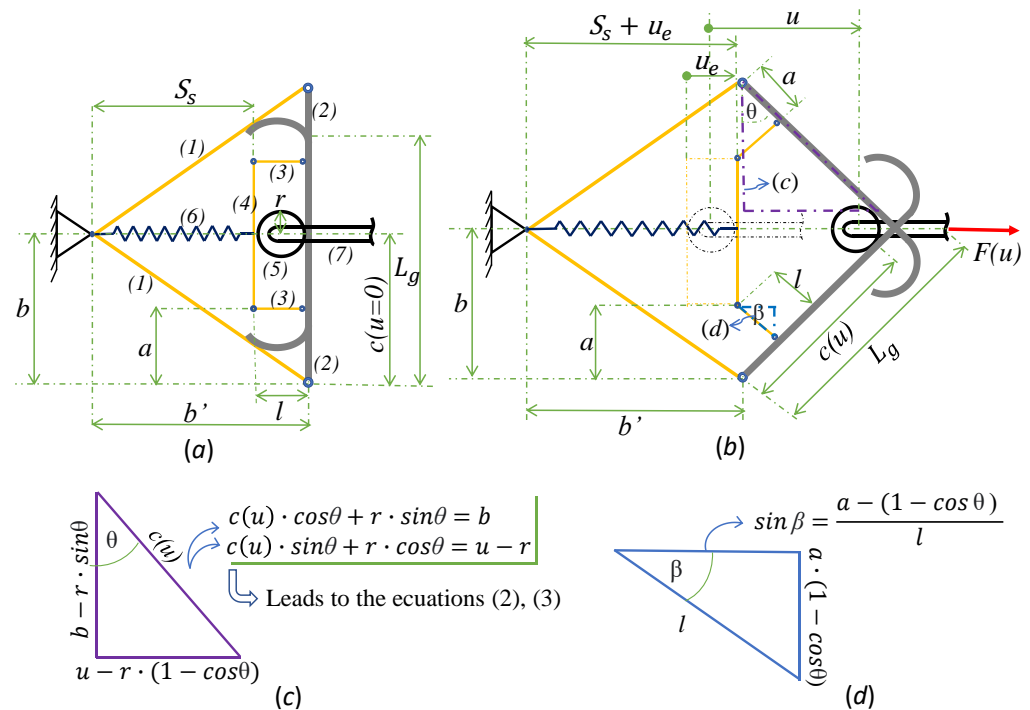 S_s
(2)
(1)
(3)
(4)
r
(6)
(7)
(5)
(1)
(3)
(2)
b
a
l
b’
c(u=0)
L_g
(a)
S_s + u_e
u
u_e
a
θ
(c)
F(u)
b
a
l
β
(d)
c(u)
L_g
b’
(b)
b − r · sinθ
θ
c(u)
u − r · (1 − cosθ)
c(u) · cosθ + r · sinθ = b
c(u) · sinθ + r · cosθ = u − r
Leads to the ecuations (2), (3)
(c)
sin β = (a − (1 − cos θ)) / l
β
l
a · (1 − cosθ)
(d)